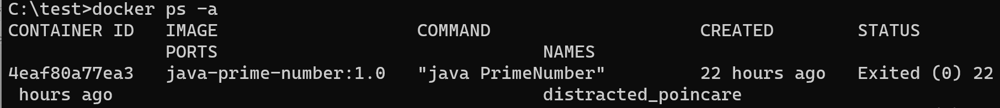 C:\test>docker ps -a
CONTAINER ID   IMAGE                   COMMAND                    CREATED        STATUS
               PORTS                               NAMES
4eaf80a77ea3   java-prime-number:1.0   "java PrimeNumber"         22 hours ago   Exited (0) 22
 hours ago                                         distracted_poincare